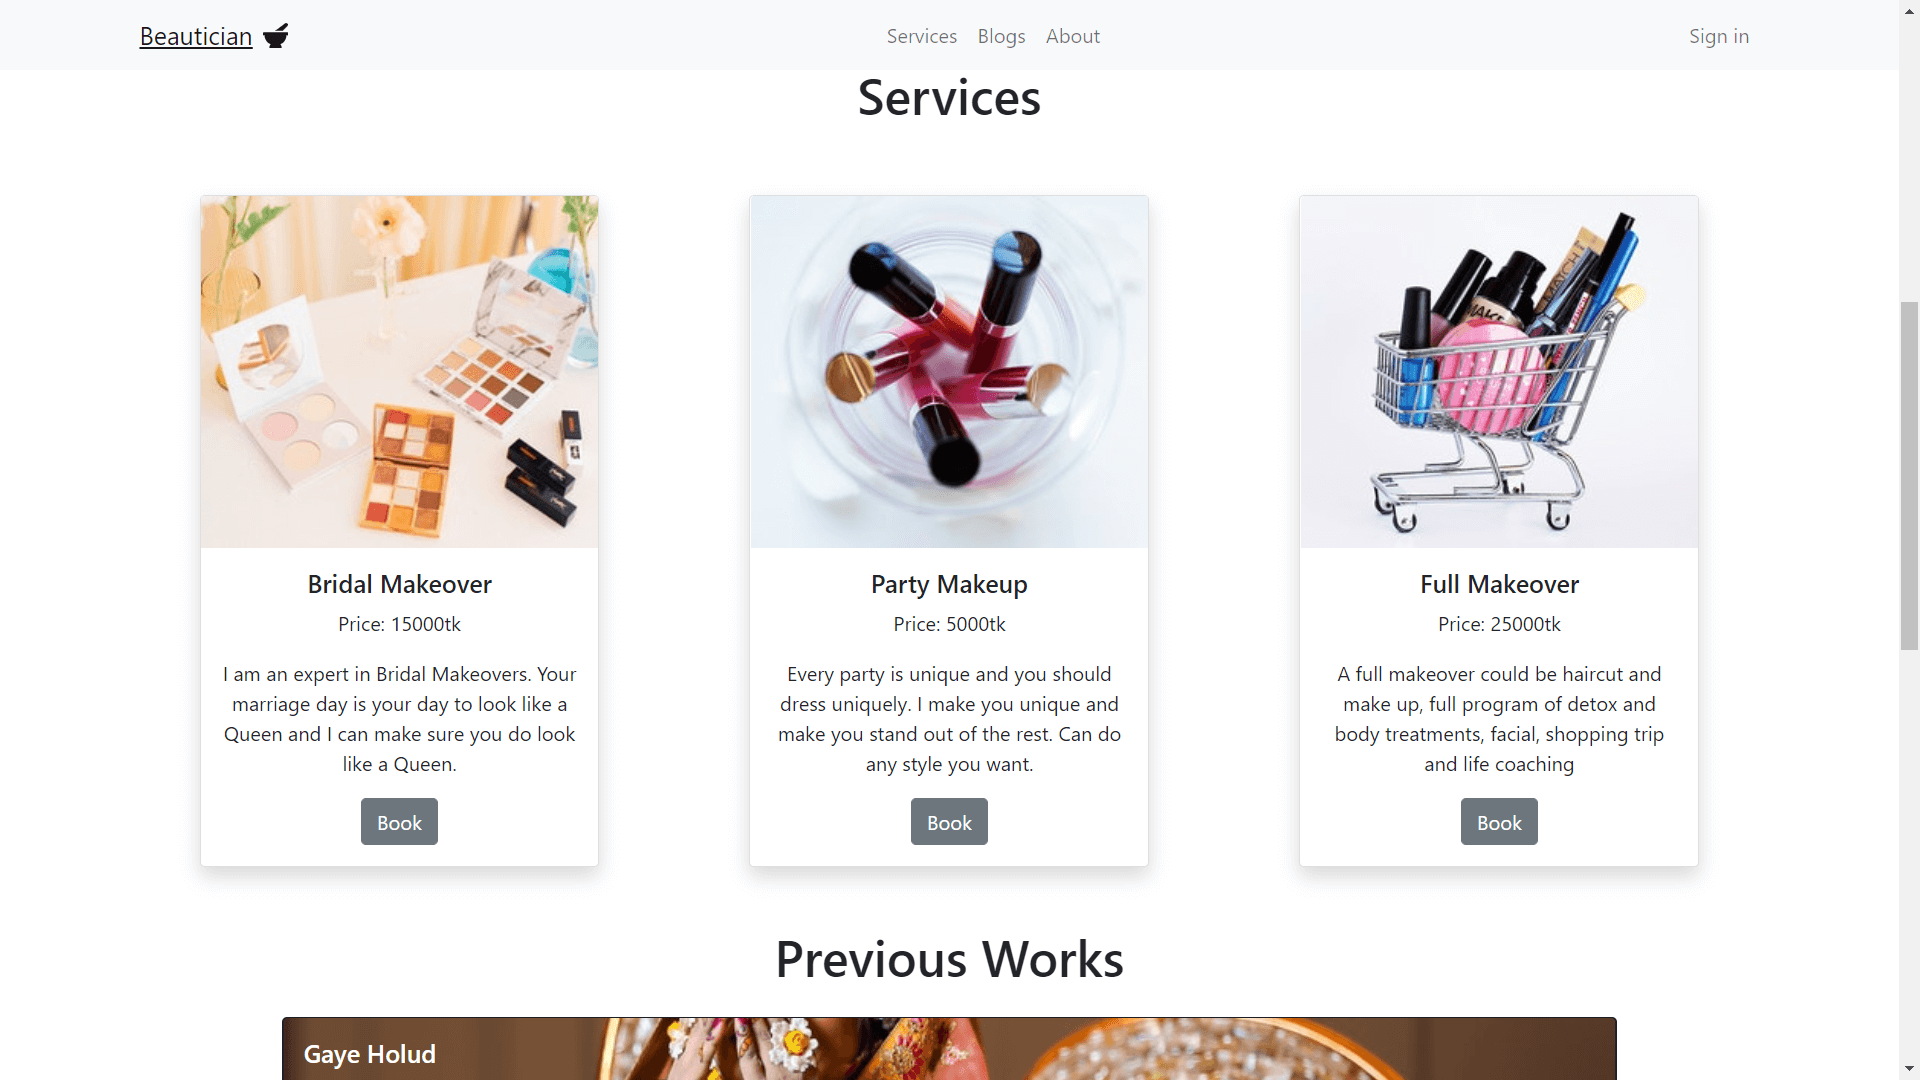 Beautician
Services Blogs About
Sign in
Services
Bridal Makeover
Price: 15000tk
I am an expert in Bridal Makeovers. Your
marriage day is your day to look like a
Queen and I can make sure you do look
like a Queen.
Book
Party Makeup
Price: 5000tk
Every party is unique and you should
dress uniquely. I make you unique and
make you stand out of the rest. Can do
any style you want.
Book
MATCH
MAKE
Full Makeover
Price: 25000tk
A full makeover could be haircut and
make up, full program of detox and
body treatments, facial, shopping trip
and life coaching
Book
Previous Works
Gaye Holud